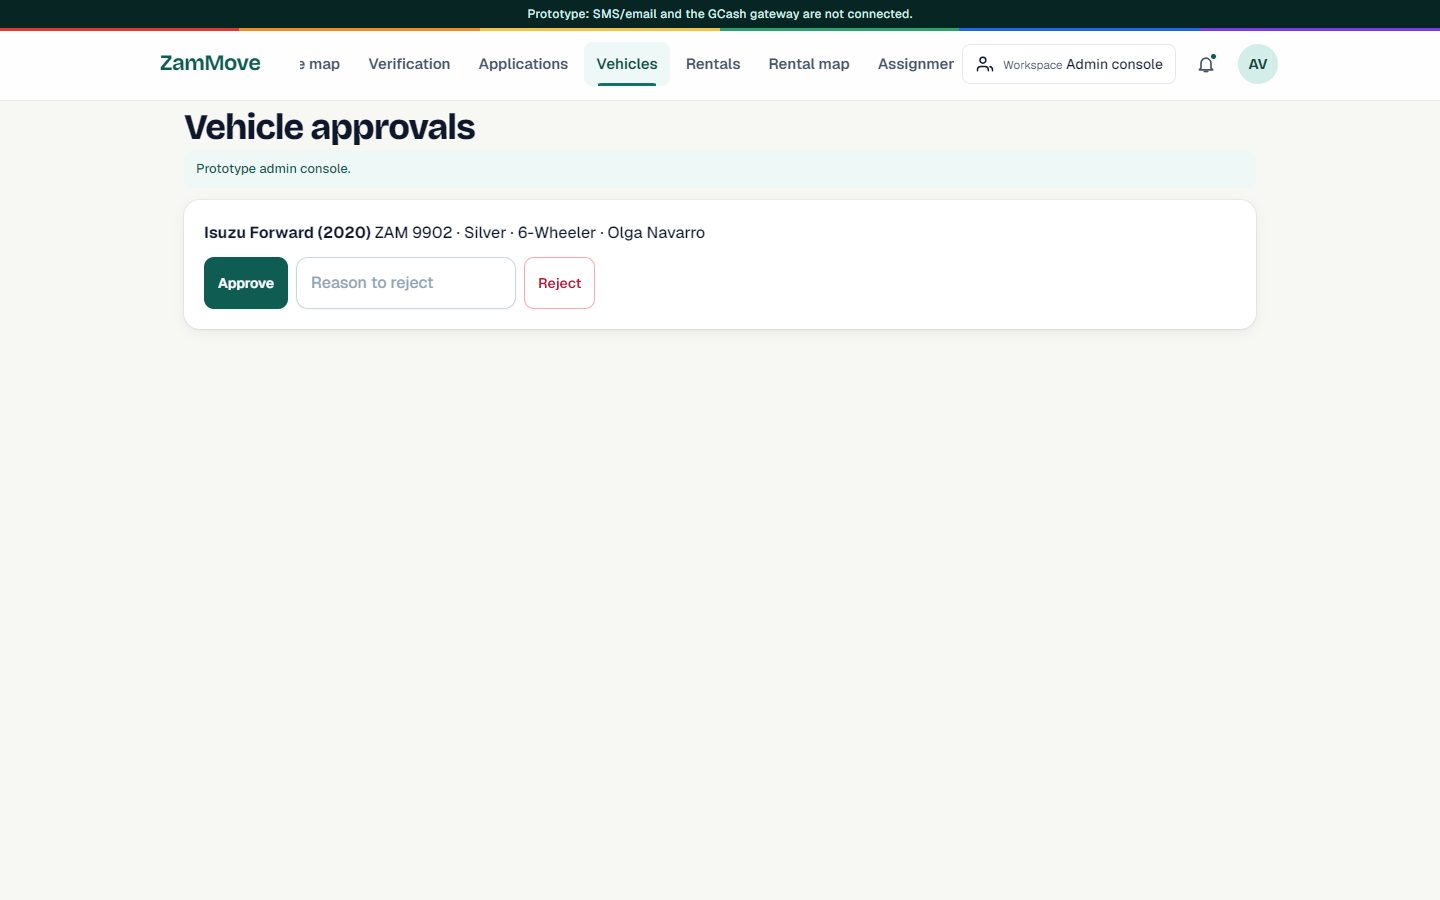 Prototype: SMS/email and the GCash gateway are not connected.
ZamMove e map Verification Applications Vehicles Rentals Rental map Assignmer Workspace Admin console AV
Vehicle approvals
Prototype admin console.
Isuzu Forward (2020) ZAM 9902 · Silver · 6-Wheeler · Olga Navarro
Approve Reason to reject Reject